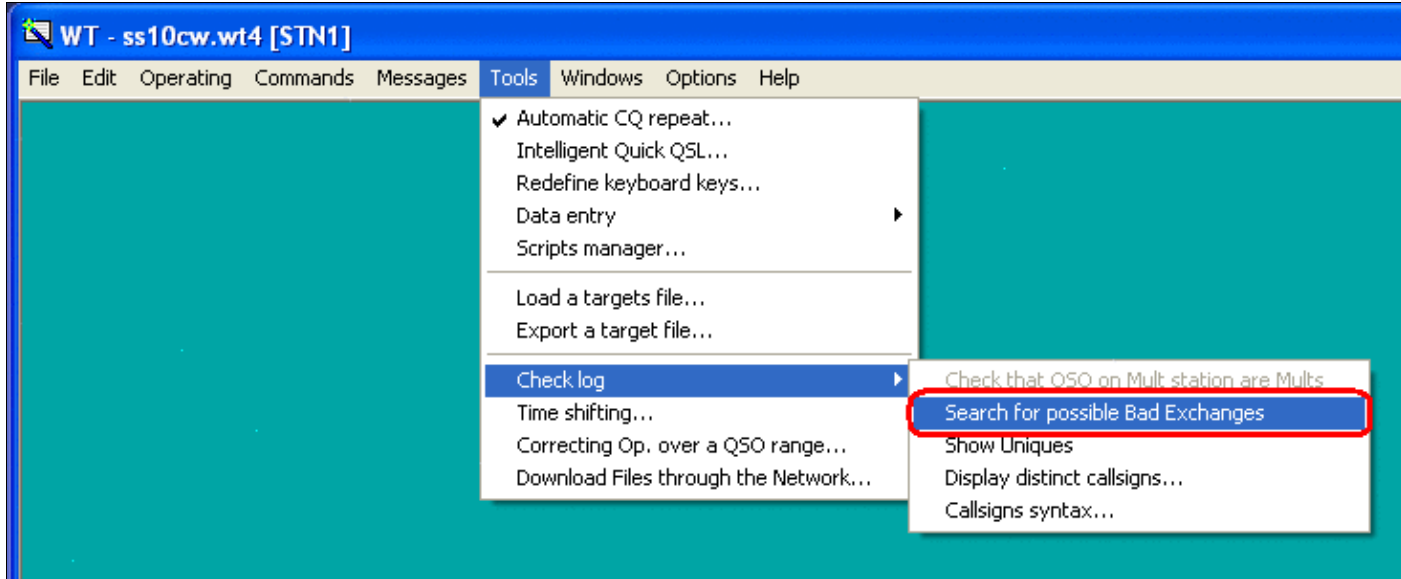 WT - ss10cw.wt4 [STN1]
File Edit Operating Commands Messages Tools Windows Options Help
Automatic CQ repeat...
Intelligent Quick QSL...
Redefine keyboard keys...
Data entry
Scripts manager...
Load a targets file...
Export a target file...
Check log
Time shifting...
Correcting Op. over a QSO range...
Download Files through the Network...
Check that QSO on Mult station are Mults
Search for possible Bad Exchanges
Show Uniques
Display distinct callsigns...
Callsigns syntax...